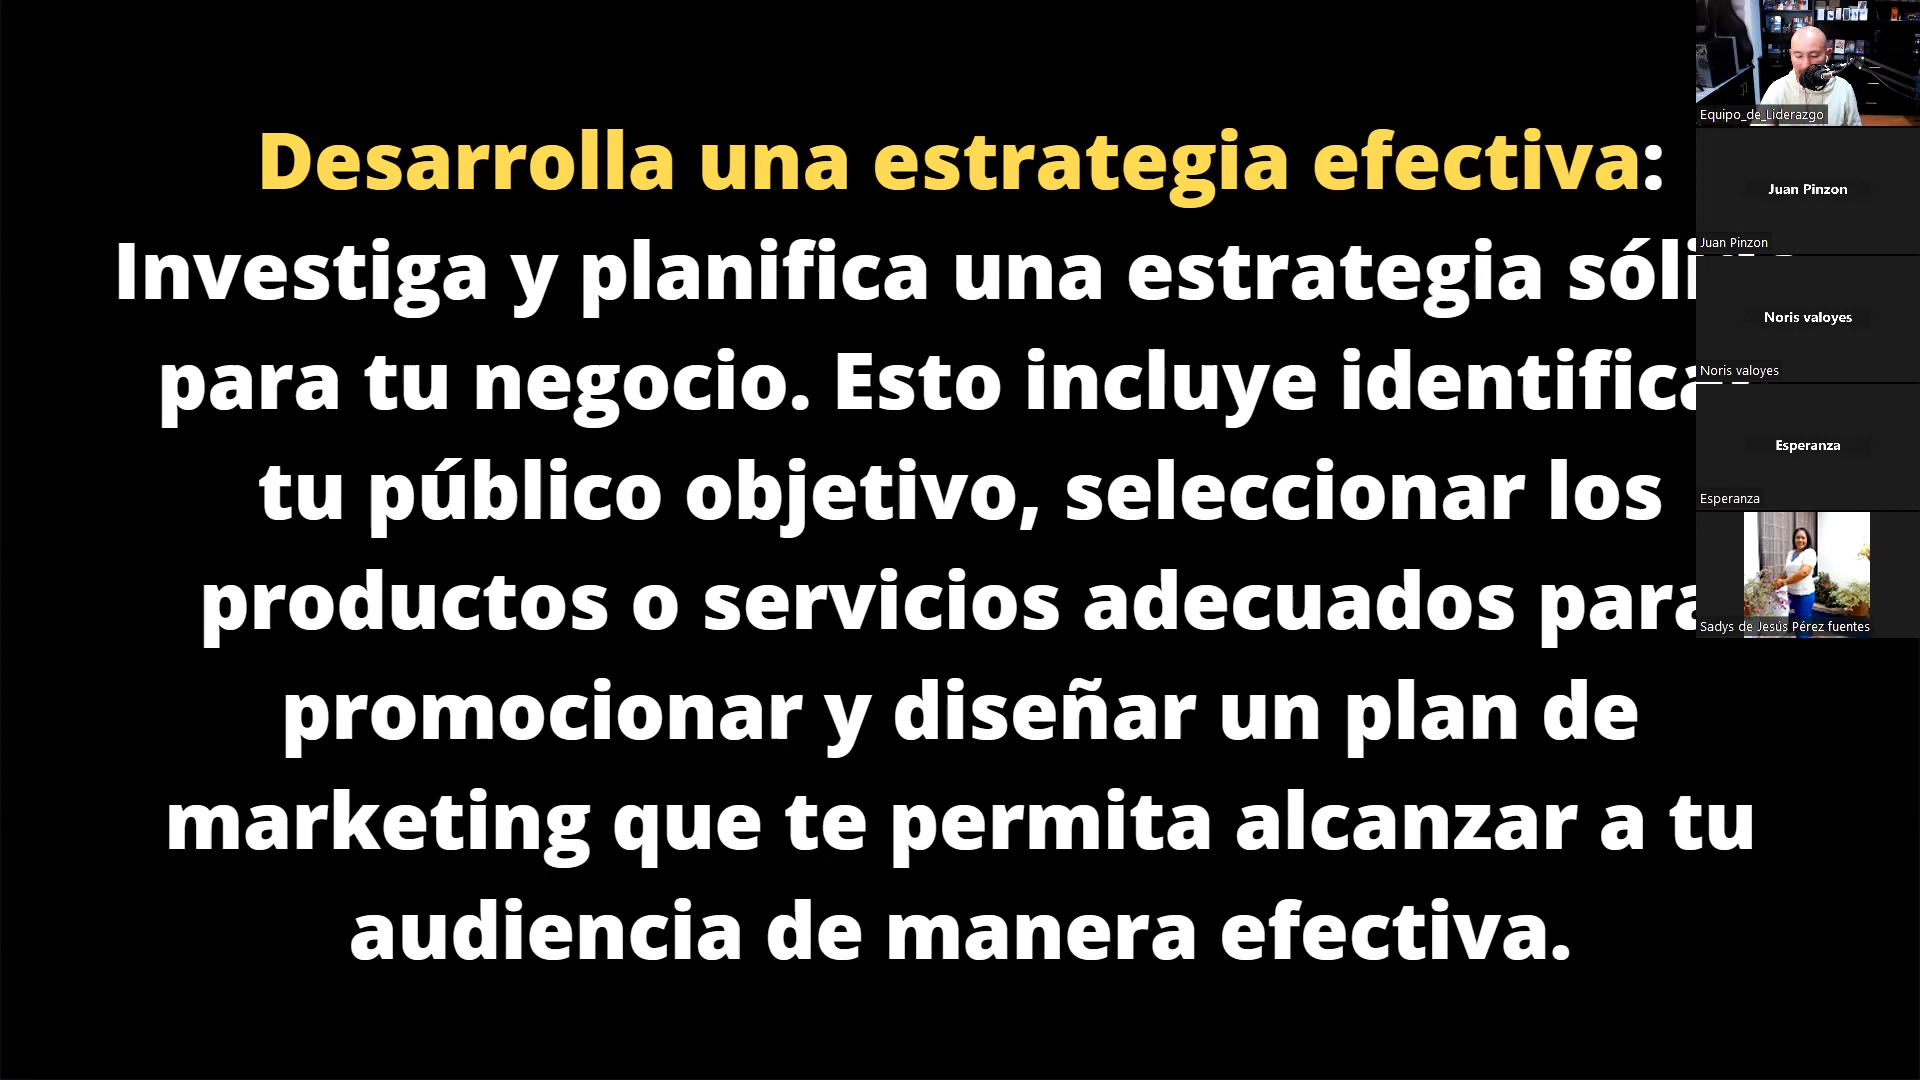 Desarrolla una estrategia efectiva:
Investiga y planifica una estrategia
para tu negocio. Esto incluye identificar
tu público objetivo, seleccionar los
productos o servicios adecuados para
promocionar y diseñar un plan de
marketing que te permita alcanzar a tu
audiencia de manera efectiva.
Equipo_de_Liderazgo
Juan Pinzon
Juan Pinzon
Noris valoyes
Noris valoyes
Esperanza
Esperanza
Sadys de Jesús Pérez fuentes